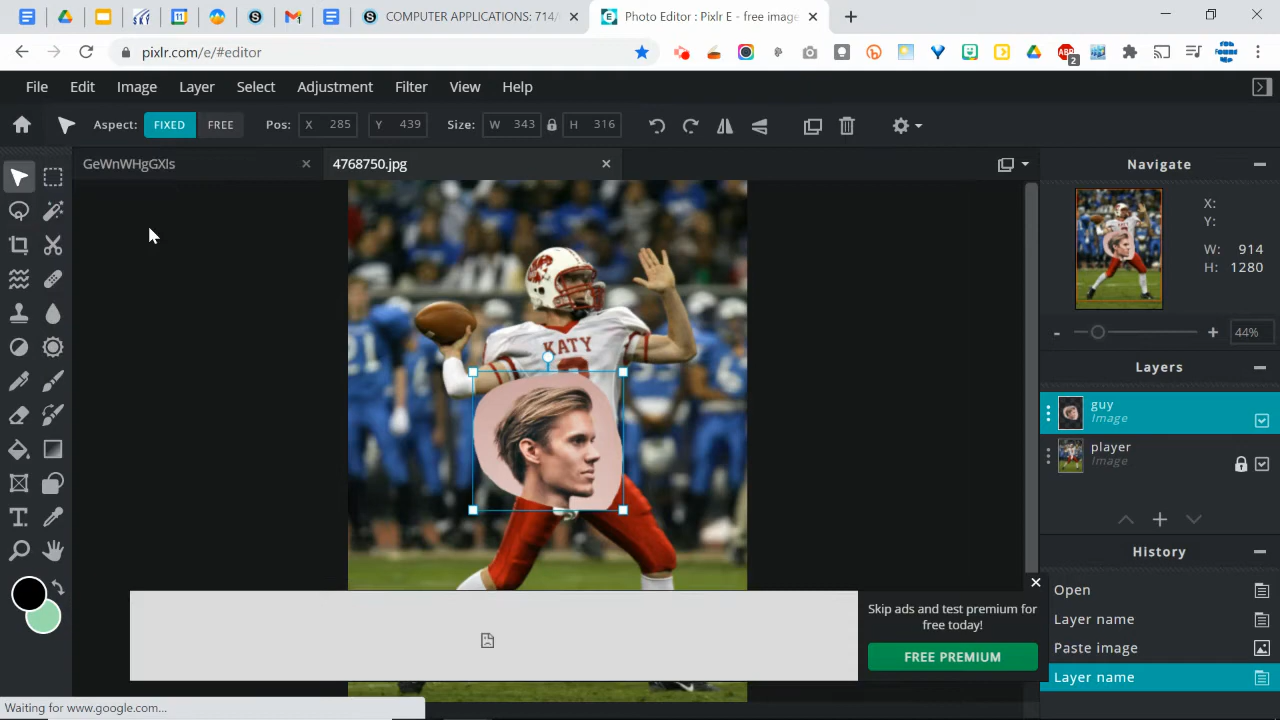 COMPUTER APPLICATIONS: 714/
Photo Editor : Pixlr E - free image
pixlr.com/e/#editor
2
File Edit Image Layer Select Adjustment Filter View Help
Aspect: FIXED FREE Pos: X 285 Y 439 Size: W 343 H 316
GeWnWHgGXIs
4768750.jpg
Navigate
X:
Y:
W: 914
H: 1280
44%
Layers
guy
Image
player
Image
History
Open
Layer name
Paste image
Layer name
KATY
21
Skip ads and test premium for
free today!
FREE PREMIUM
Waiting for www.google.com...